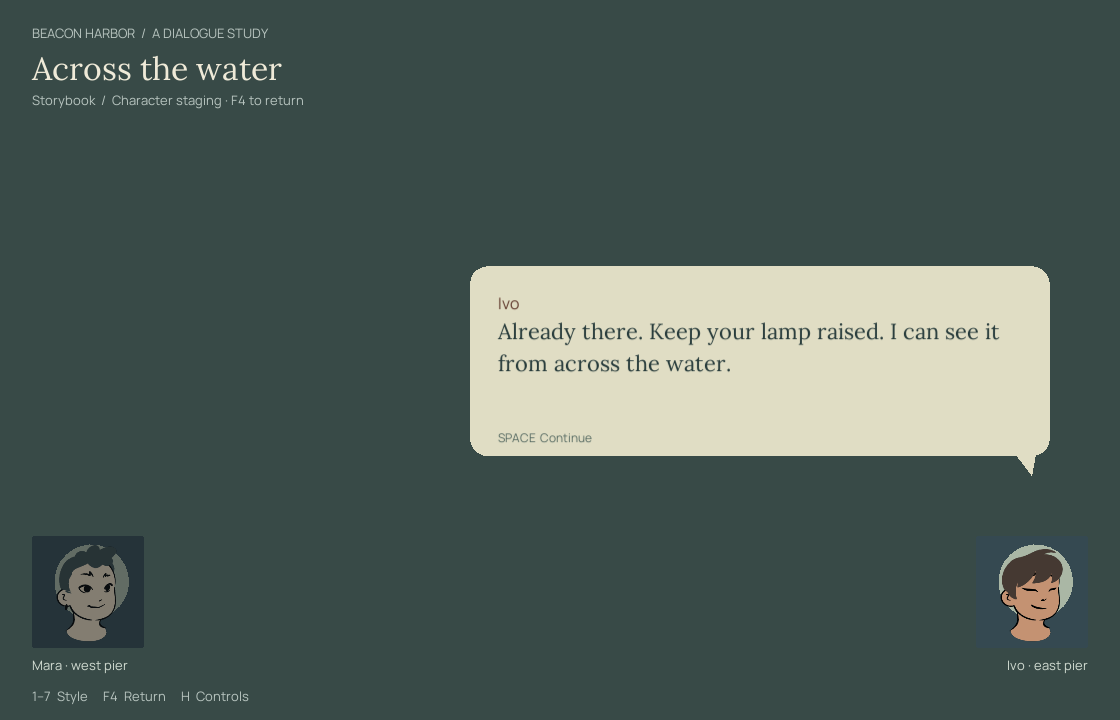 BEACON HARBOR / A DIALOGUE STUDY
Across the water
Storybook / Character staging · F4 to return
Ivo
Already there. Keep your lamp raised. I can see it
from across the water.
SPACE Continue
Mara · west pier
Ivo · east pier
1–7 Style F4 Return H Controls